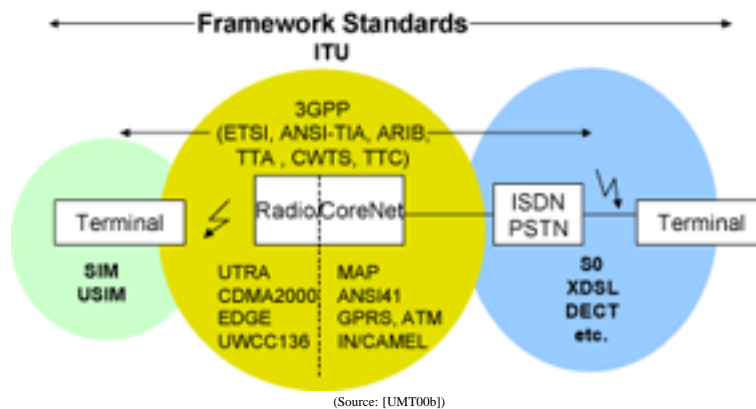 Framework Standards
ITU
3GPP
(ETSI, ANSI-TIA, ARIB,
TTA , CWTS, TTC)
Terminal
Radio/CoreNet
ISDN
PSTN
Terminal
SIM
USIM
UTRA
CDMA2000
EDGE
UWCC136
MAP
ANSI41
GPRS, ATM
IN/CAMEL
S0
XDSL
DECT
etc.
(Source: [UMT00b])